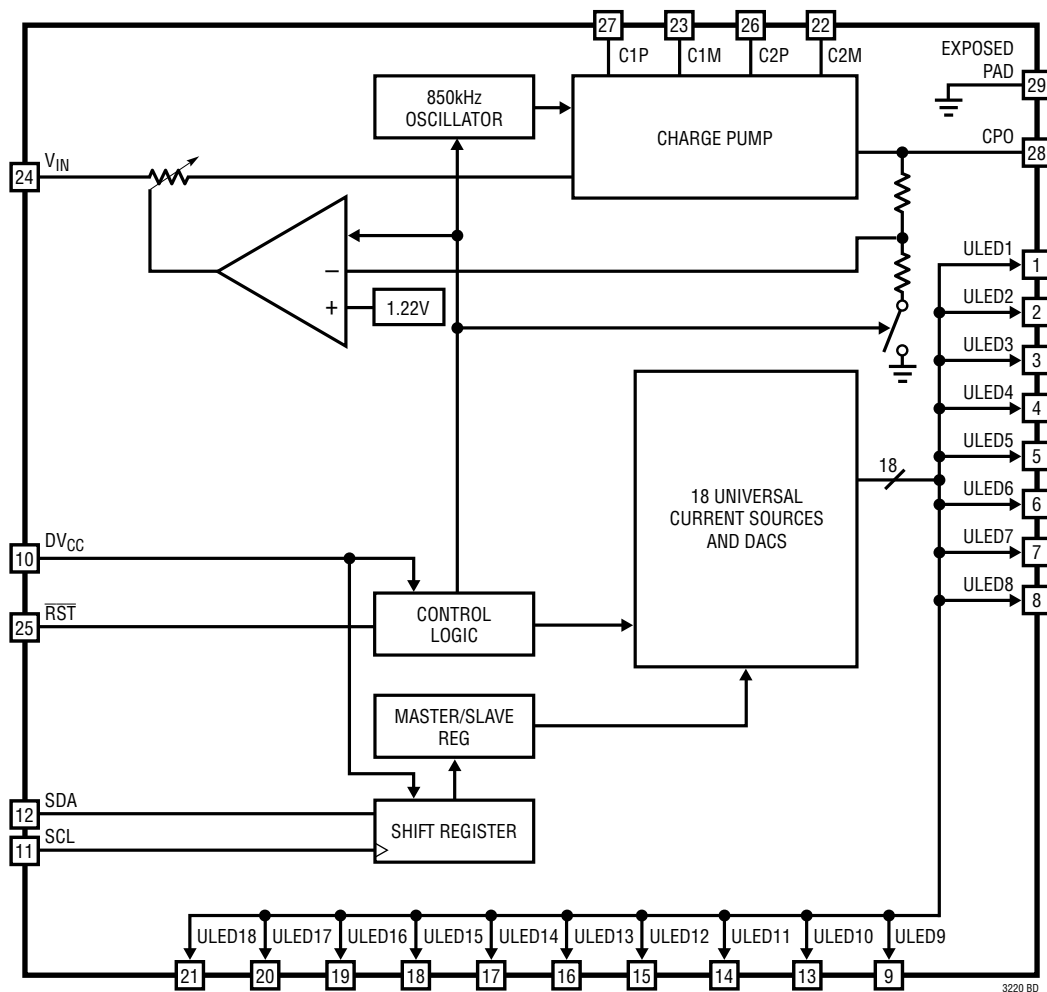 27
23
26
22
C1P
C1M
C2P
C2M
EXPOSED
PAD
29
850kHz
OSCILLATOR
CHARGE PUMP
CPO
28
VIN
24
–
+
1.22V
ULED1
1
ULED2
2
ULED3
3
ULED4
4
ULED5
5
ULED6
6
ULED7
7
ULED8
8
18
18 UNIVERSAL
CURRENT SOURCES
AND DACS
DVCC
10
RST
25
CONTROL
LOGIC
MASTER/SLAVE
REG
SDA
12
SCL
11
SHIFT REGISTER
ULED18
ULED17
ULED16
ULED15
ULED14
ULED13
ULED12
ULED11
ULED10
ULED9
21
20
19
18
17
16
15
14
13
9
3220 BD